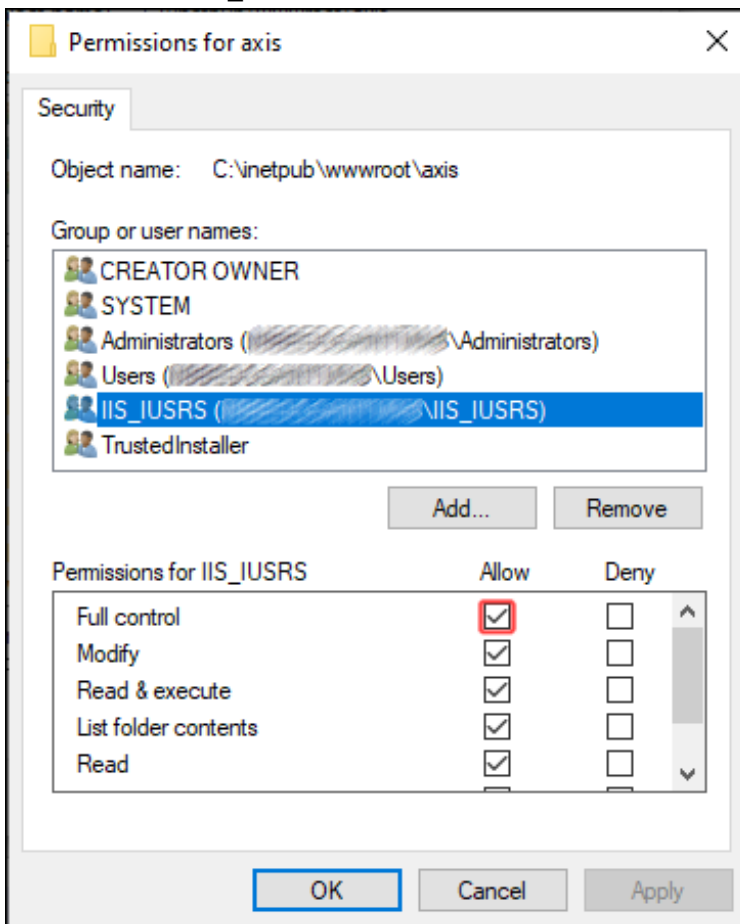 Permissions for axis
Security
Object name: C:\inetpub\wwwroot\axis
Group or user names:
CREATOR OWNER
SYSTEM
Administrators (\Administrators)
Users (\Users)
IIS_IUSRS (\IIS_IUSRS)
TrustedInstaller
Add... Remove
Permissions for IIS_IUSRS Allow Deny
Full control
Modify
Read & execute
List folder contents
Read
OK Cancel Apply